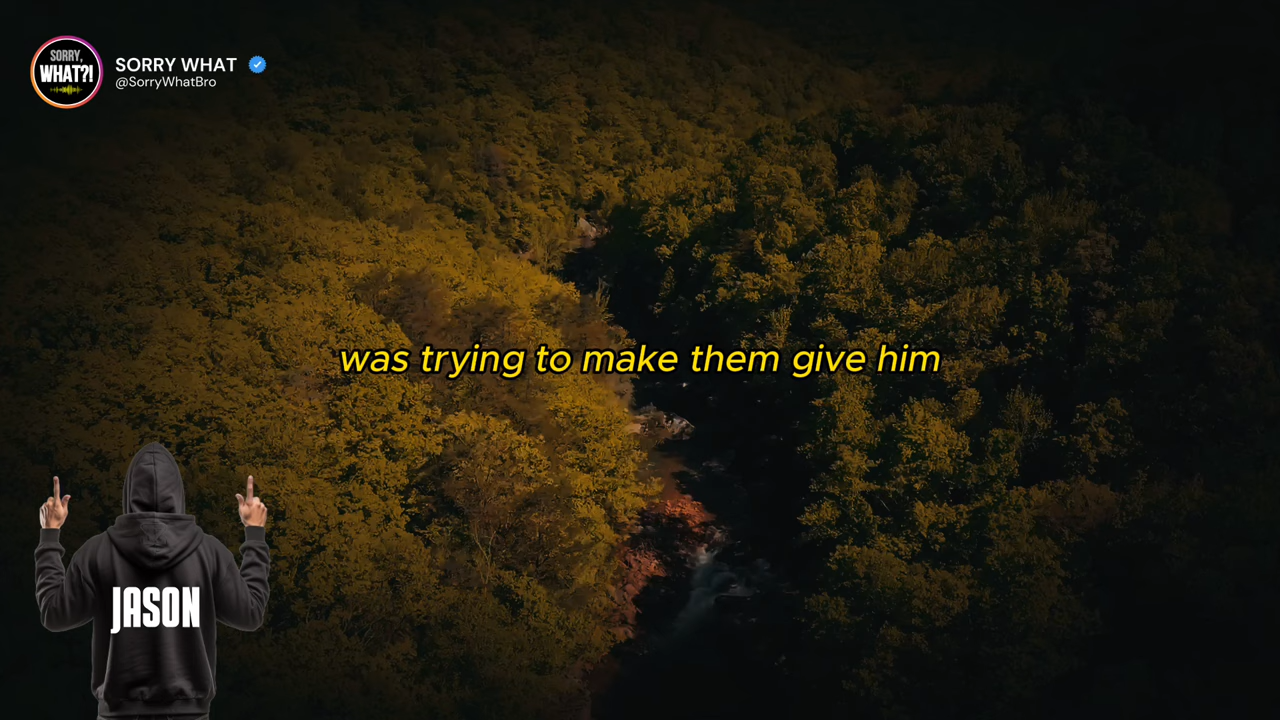 SORRY,
WHAT?!
SORRY WHAT
@SorryWhatBro
was trying to make them give him
JASON